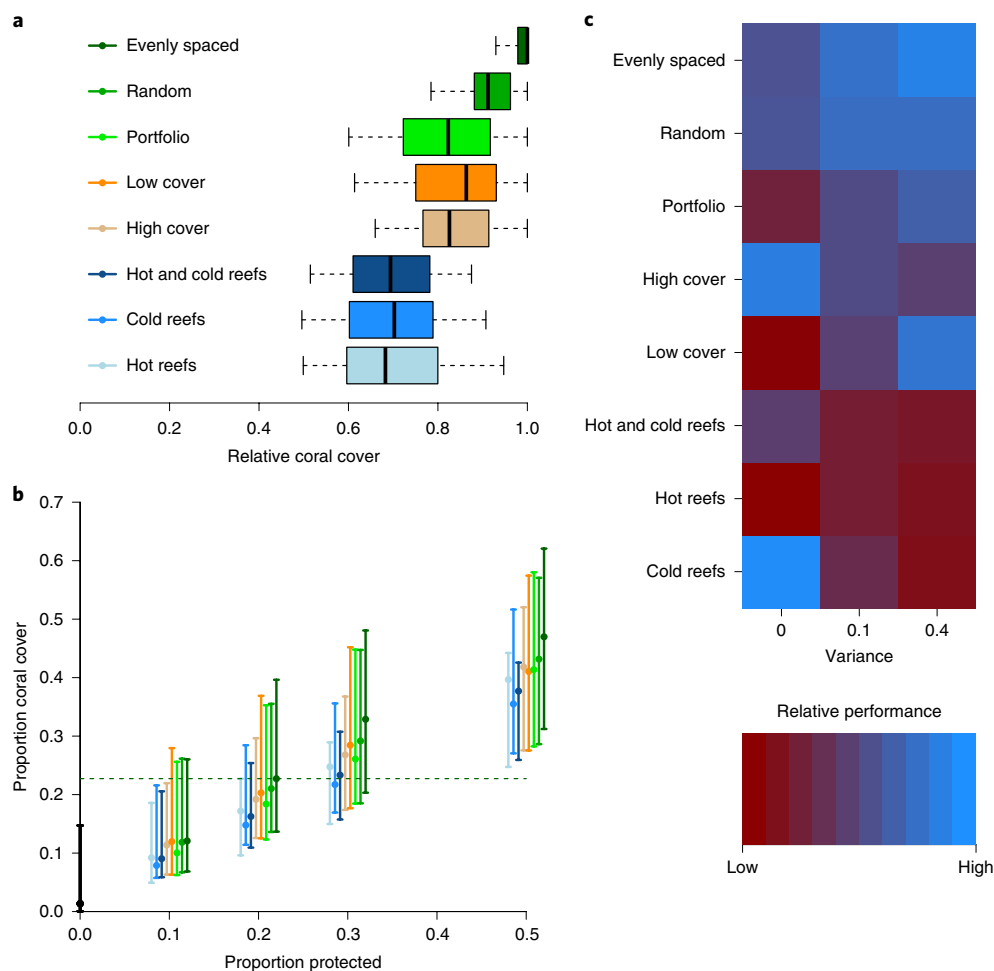 a
Evenly spaced
Random
Portfolio
Low cover
High cover
Hot and cold reefs
Cold reefs
Hot reefs
0.0 0.2 0.4 0.6 0.8 1.0
Relative coral cover
b
0.7
0.6
0.5
0.4
0.3
0.2
0.1
0.0
Proportion coral cover
0.0 0.1 0.2 0.3 0.4 0.5
Proportion protected
c
Evenly spaced
Random
Portfolio
High cover
Low cover
Hot and cold reefs
Hot reefs
Cold reefs
0 0.1 0.4
Variance
Relative performance
Low High